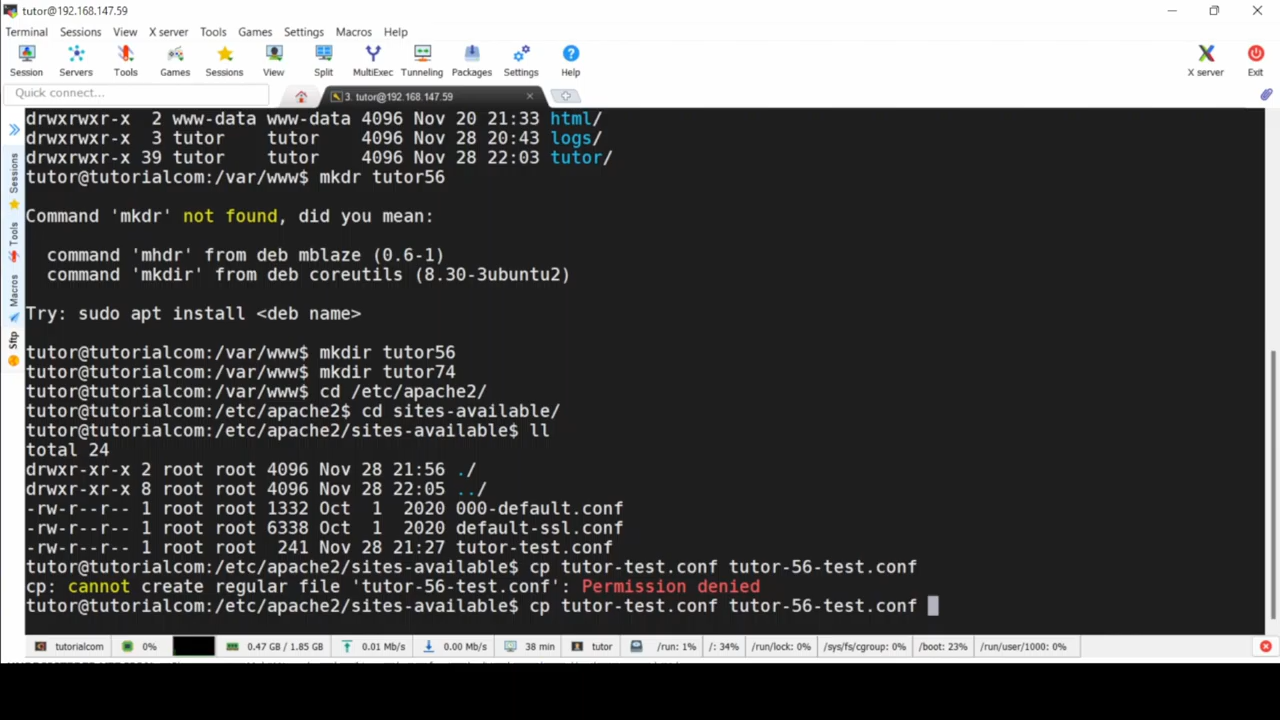 tutor@192.168.147.59
Terminal Sessions View X server Tools Games Settings Macros Help
Session Servers Tools Games Sessions View Split MultiExec Tunneling Packages Settings Help X server Exit
Quick connect... 3. tutor@192.168.147.59
Sessions
Tools
Macros
Sftp
drwxrwxr-x  2 www-data www-data 4096 Nov 20 21:33 html/
drwxrwxr-x  3 tutor    tutor    4096 Nov 28 20:43 logs/
drwxrwxr-x 39 tutor    tutor    4096 Nov 28 22:03 tutor/
tutor@tutorialcom:/var/www$ mkdr tutor56
Command 'mkdr' not found, did you mean:
  command 'mhdr' from deb mblaze (0.6-1)
  command 'mkdir' from deb coreutils (8.30-3ubuntu2)
Try: sudo apt install <deb name>
tutor@tutorialcom:/var/www$ mkdir tutor56
tutor@tutorialcom:/var/www$ mkdir tutor74
tutor@tutorialcom:/var/www$ cd /etc/apache2/
tutor@tutorialcom:/etc/apache2$ cd sites-available/
tutor@tutorialcom:/etc/apache2/sites-available$ ll
total 24
drwxr-xr-x 2 root root 4096 Nov 28 21:56 ./
drwxr-xr-x 8 root root 4096 Nov 28 22:05 ../
-rw-r--r-- 1 root root 1332 Oct  1  2020 000-default.conf
-rw-r--r-- 1 root root 6338 Oct  1  2020 default-ssl.conf
-rw-r--r-- 1 root root  241 Nov 28 21:27 tutor-test.conf
tutor@tutorialcom:/etc/apache2/sites-available$ cp tutor-test.conf tutor-56-test.conf
cp: cannot create regular file 'tutor-56-test.conf': Permission denied
tutor@tutorialcom:/etc/apache2/sites-available$ cp tutor-test.conf tutor-56-test.conf
tutorialcom 0% 0.47 GB / 1.85 GB 0.01 Mb/s 0.00 Mb/s 38 min tutor /run: 1% /: 34% /run/lock: 0% /sys/fs/cgroup: 0% /boot: 23% /run/user/1000: 0%